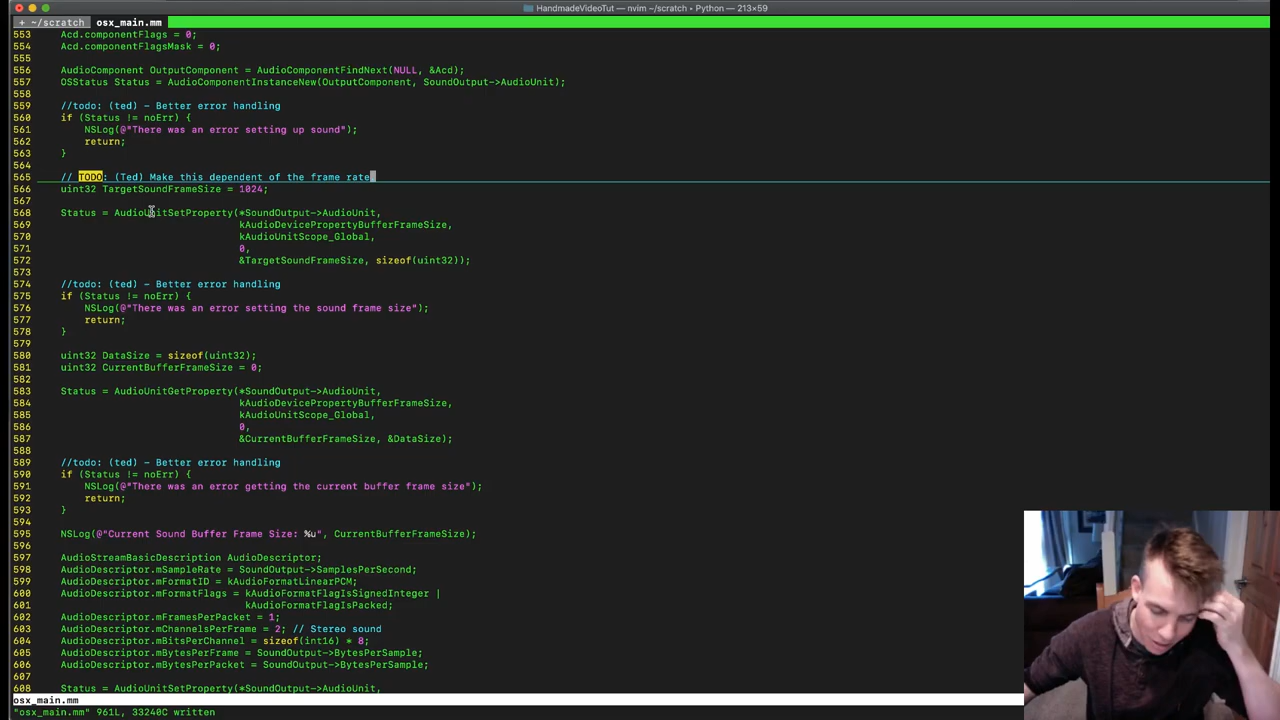 HandmadeVideoTut — nvim ~/scratch • Python — 213×59
+ ~/scratch osx_main.mm
553 Acd.componentFlags = 0;
554 Acd.componentFlagsMask = 0;
555
556 AudioComponent OutputComponent = AudioComponentFindNext(NULL, &Acd);
557 OSStatus Status = AudioComponentInstanceNew(OutputComponent, SoundOutput->AudioUnit);
558
559 //todo: (ted) - Better error handling
560 if (Status != noErr) {
561 NSLog(@"There was an error setting up sound");
562 return;
563 }
564
565 // TODO: (Ted) Make this dependent of the frame rate
566 uint32 TargetSoundFrameSize = 1024;
567
568 Status = AudioUnitSetProperty(*SoundOutput->AudioUnit,
569 kAudioDevicePropertyBufferFrameSize,
570 kAudioUnitScope_Global,
571 0,
572 &TargetSoundFrameSize, sizeof(uint32));
573
574 //todo: (ted) - Better error handling
575 if (Status != noErr) {
576 NSLog(@"There was an error setting the sound frame size");
577 return;
578 }
579
580 uint32 DataSize = sizeof(uint32);
581 uint32 CurrentBufferFrameSize = 0;
582
583 Status = AudioUnitGetProperty(*SoundOutput->AudioUnit,
584 kAudioDevicePropertyBufferFrameSize,
585 kAudioUnitScope_Global,
586 0,
587 &CurrentBufferFrameSize, &DataSize);
588
589 //todo: (ted) - Better error handling
590 if (Status != noErr) {
591 NSLog(@"There was an error getting the current buffer frame size");
592 return;
593 }
594
595 NSLog(@"Current Sound Buffer Frame Size: %u", CurrentBufferFrameSize);
596
597 AudioStreamBasicDescription AudioDescriptor;
598 AudioDescriptor.mSampleRate = SoundOutput->SamplesPerSecond;
599 AudioDescriptor.mFormatID = kAudioFormatLinearPCM;
600 AudioDescriptor.mFormatFlags = kAudioFormatFlagIsSignedInteger |
601 kAudioFormatFlagIsPacked;
602 AudioDescriptor.mFramesPerPacket = 1;
603 AudioDescriptor.mChannelsPerFrame = 2; // Stereo sound
604 AudioDescriptor.mBitsPerChannel = sizeof(int16) * 8;
605 AudioDescriptor.mBytesPerFrame = SoundOutput->BytesPerSample;
606 AudioDescriptor.mBytesPerPacket = SoundOutput->BytesPerSample;
607
608 Status = AudioUnitSetProperty(*SoundOutput->AudioUnit,
osx_main.mm
"osx_main.mm" 961L, 33240C written